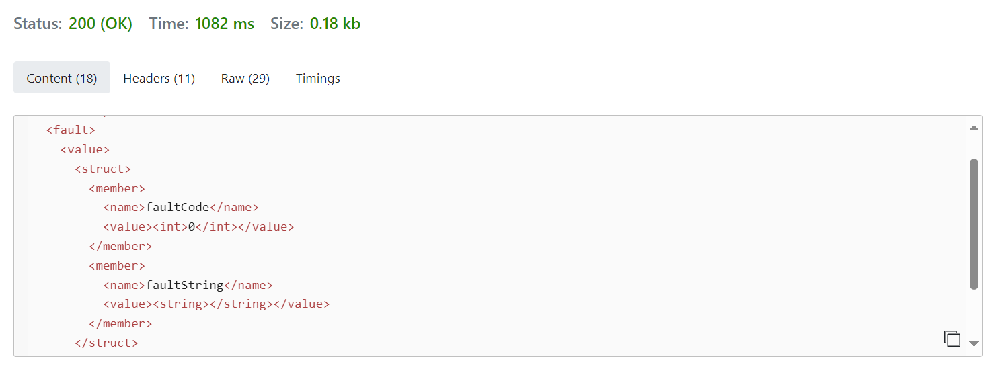 Status: 200 (OK) Time: 1082 ms Size: 0.18 kb
Content (18) Headers (11) Raw (29) Timings
<fault>
<value>
<struct>
<member>
<name>faultCode</name>
<value><int>0</int></value>
</member>
<member>
<name>faultString</name>
<value><string></string></value>
</member>
</struct>